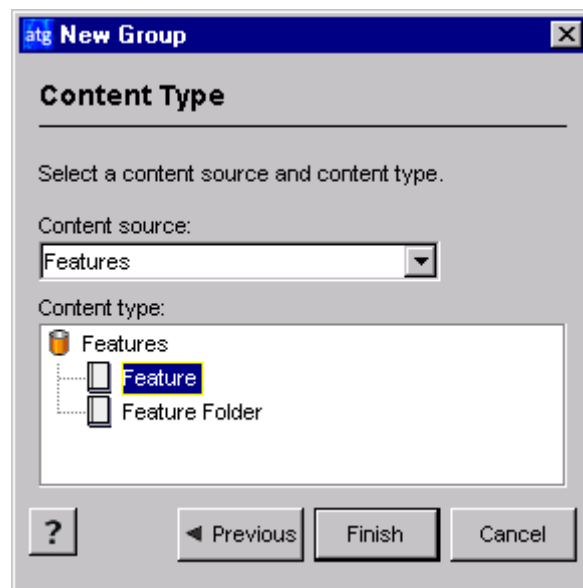 atg New Group
Content Type
Select a content source and content type.
Content source:
Features
Content type:
Features
Feature
Feature Folder
? Previous Finish Cancel